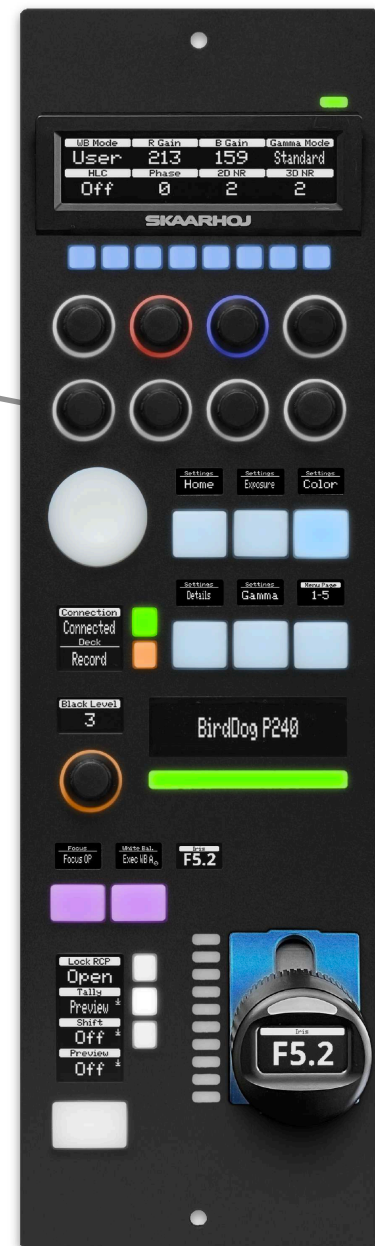 WB Mode R Gain B Gain Gamma Mode
User 213 159 Standard
HLC Phase 2D NR 3D NR
Off 0 2 2
SKAARHOJ
Settings Settings Settings
Home Exposure Color
Settings Settings Menu Page
Details Gamma 1-5
Connection
Connected
Deck
Record
Black Level
3
BirdDog P240
Focus White Bal. Iris
Focus OP Exec WB A F5.2
Lock RCP
Open
Tally
Preview
Shift
Off
Preview
Off
Iris
F5.2